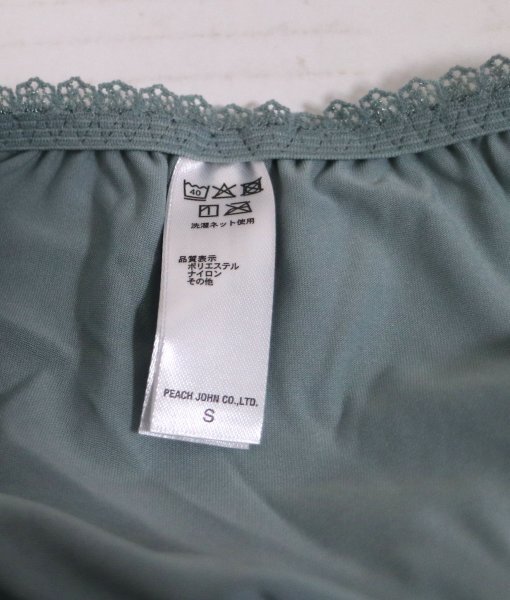 40
洗濯ネット使用
品質表示
ポリエステル
ナイロン
その他
PEACH JOHN CO.,LTD.
S